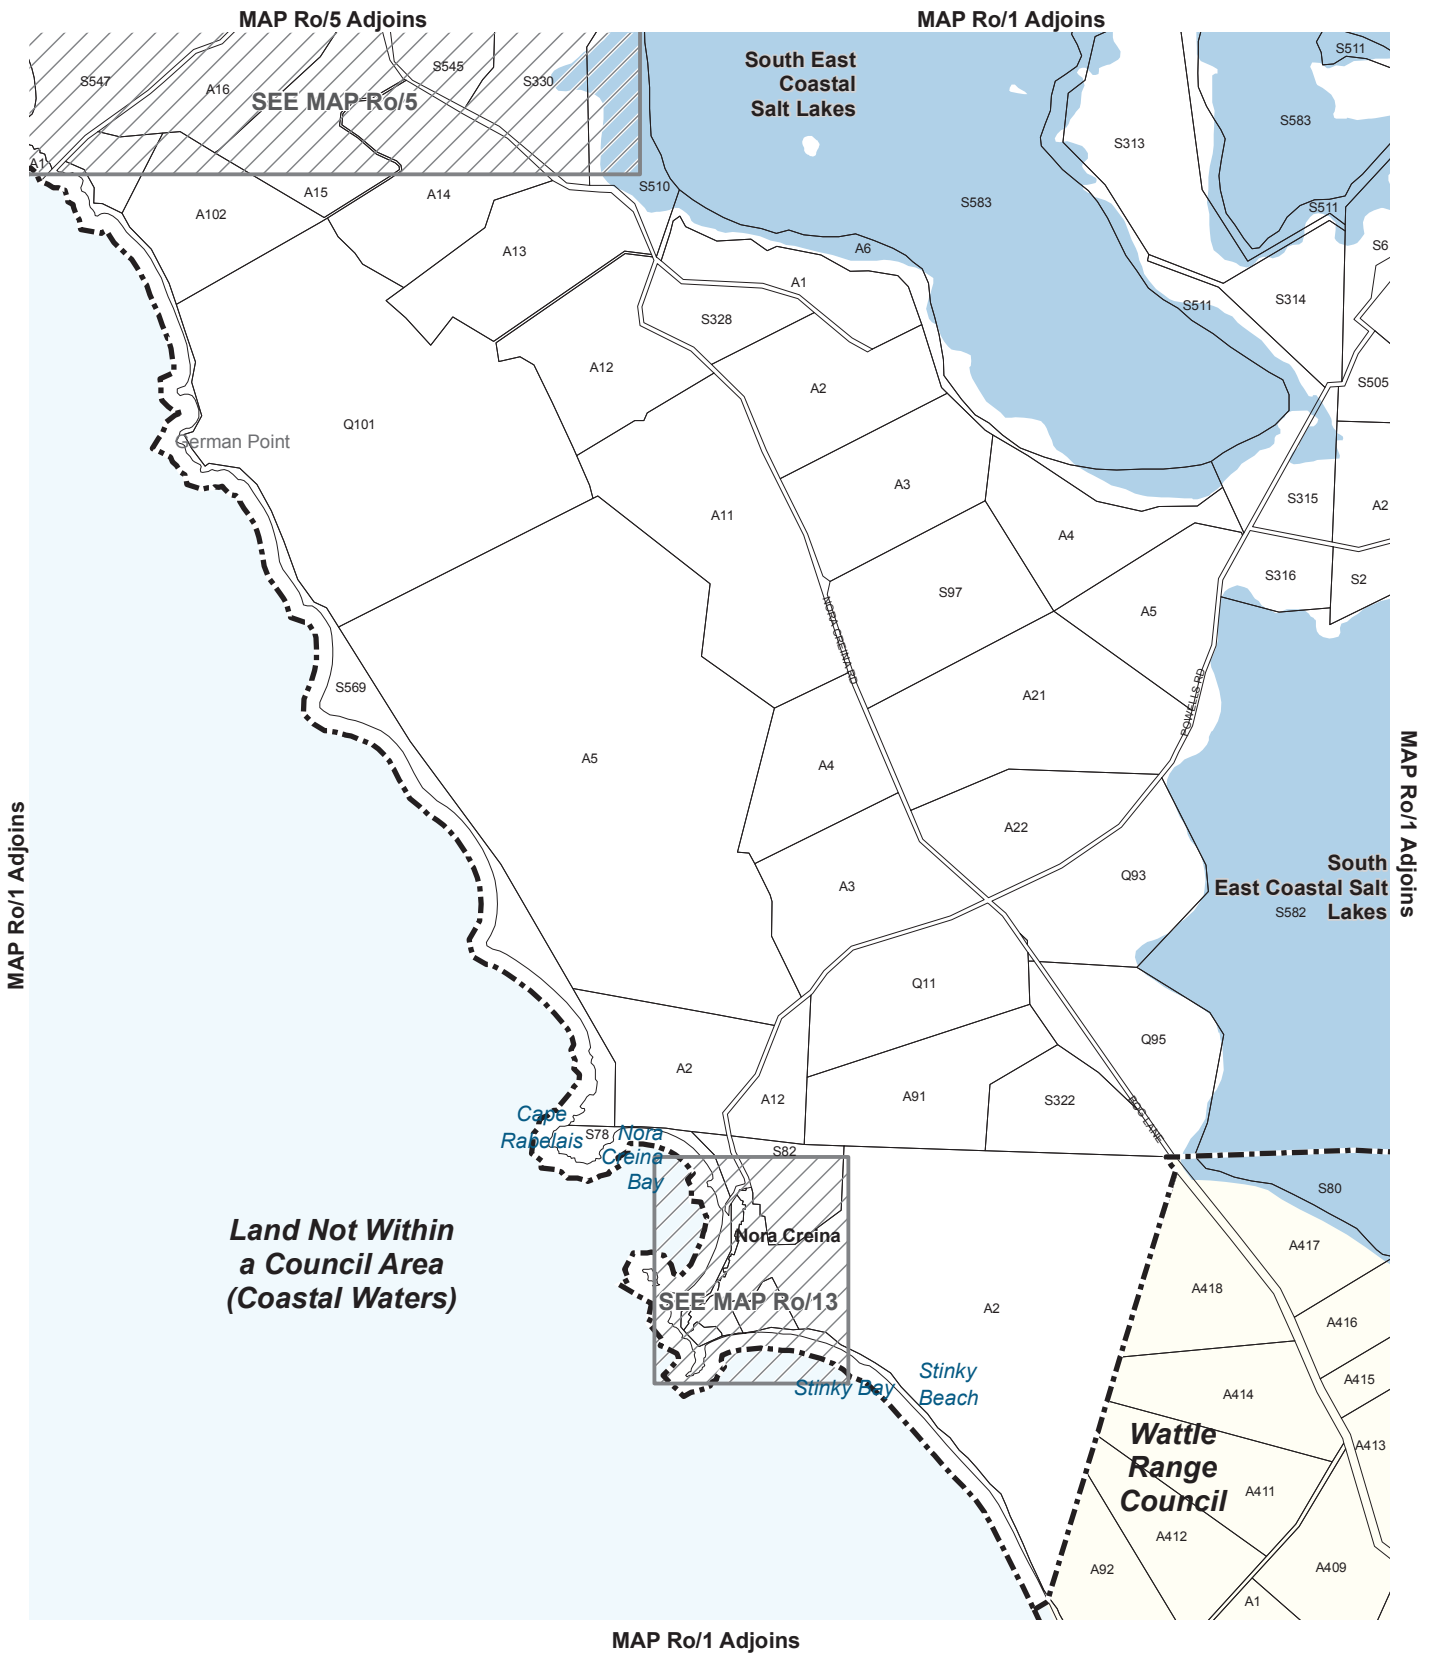 MAP Ro/5 Adjoins
MAP Ro/1 Adjoins
S547
A16
S545
S330
SEE MAP Ro/5
South East
Coastal
Salt Lakes
S511
S583
S313
A1
A15
A14
A102
S510
S583
S511
A13
A6
S6
A1
S328
S511
S314
A12
A2
S505
Q101
German Point
A3
A11
S315
A2
A4
S97
S316
S2
A5
NORA CREINA RD
S569
A21
POWELLS RD
A5
A4
A22
A3
Q93
South
East Coastal Salt
Lakes
S582
MAP Ro/1 Adjoins
MAP Ro/1 Adjoins
Q11
Q95
A2
A12
A91
S322
BOG LANE
Cape
Rabelais
S78
Nora
Creina
Bay
S82
S80
Land Not Within
a Council Area
(Coastal Waters)
Nora Creina
SEE MAP Ro/13
A2
A417
A418
A416
A415
A414
Stinky Bay
Stinky
Beach
Wattle
Range
Council
A413
A411
A412
A92
A409
A1
MAP Ro/1 Adjoins